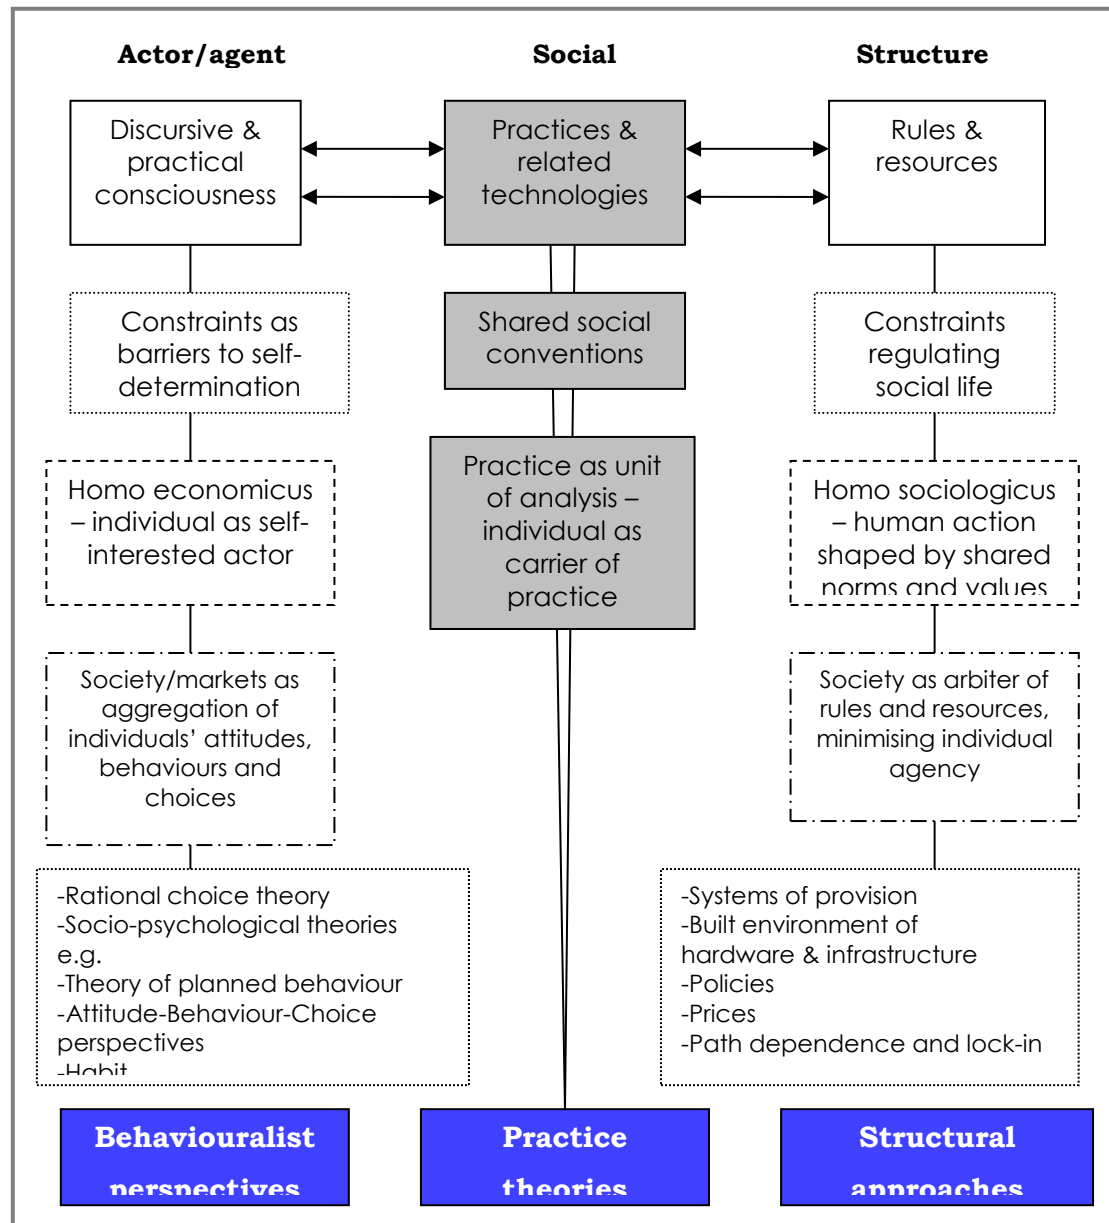 Actor/agent
Social
Structure
Discursive &
practical
consciousness
Practices &
related
technologies
Rules &
resources
Constraints as
barriers to self-
determination
Shared social
conventions
Constraints
regulating
social life
Homo economicus
– individual as self-
interested actor
Practice as unit
of analysis –
individual as
carrier of
practice
Homo sociologicus
– human action
shaped by shared
norms and values
Society/markets as
aggregation of
individuals’ attitudes,
behaviours and
choices
Society as arbiter of
rules and resources,
minimising individual
agency
-Rational choice theory
-Socio-psychological theories
e.g.
-Theory of planned behaviour
-Attitude-Behaviour-Choice
perspectives
-Habit
-Systems of provision
-Built environment of
hardware & infrastructure
-Policies
-Prices
-Path dependence and lock-in
Behaviouralist
perspectives
Practice
theories
Structural
approaches